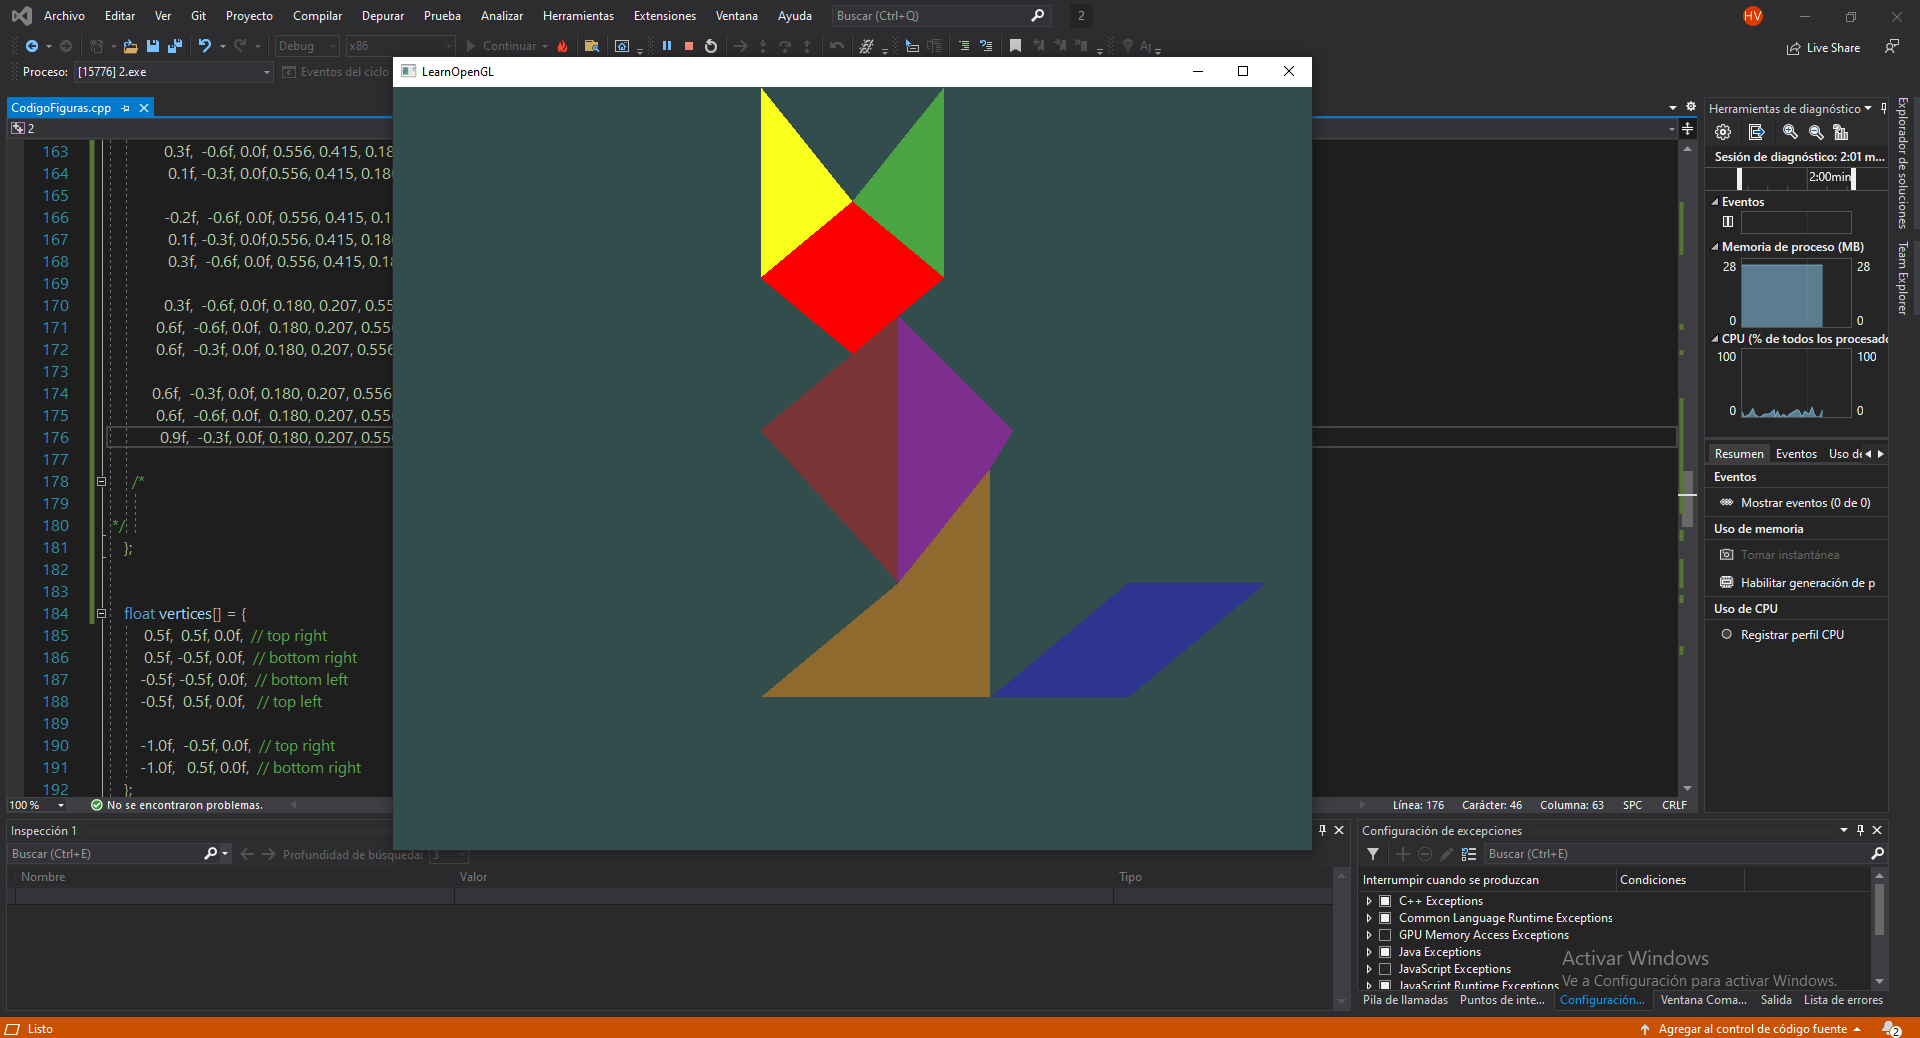 Archivo Editar Ver Git Proyecto Compilar Depurar Prueba Analizar Herramientas Extensiones Ventana Ayuda Buscar (Ctrl+Q) 2 HV
Debug x86 Continuar Live Share
Proceso: [15776] 2.exe Eventos del ciclo
LearnOpenGL
CodigoFiguras.cpp
2
163 0.3f, -0.6f, 0.0f, 0.556, 0.415, 0.18
164 0.1f, -0.3f, 0.0f,0.556, 0.415, 0.18
165
166 -0.2f, -0.6f, 0.0f, 0.556, 0.415, 0.1
167 0.1f, -0.3f, 0.0f,0.556, 0.415, 0.18
168 0.3f, -0.6f, 0.0f, 0.556, 0.415, 0.1
169
170 0.3f, -0.6f, 0.0f, 0.180, 0.207, 0.55
171 0.6f, -0.6f, 0.0f, 0.180, 0.207, 0.55
172 0.6f, -0.3f, 0.0f, 0.180, 0.207, 0.556
173
174 0.6f, -0.3f, 0.0f, 0.180, 0.207, 0.556,
175 0.6f, -0.6f, 0.0f, 0.180, 0.207, 0.55
176 0.9f, -0.3f, 0.0f, 0.180, 0.207, 0.55
177
178 /*
179
180 */
181 };
182
183
184 float vertices[] = {
185 0.5f, 0.5f, 0.0f, // top right
186 0.5f, -0.5f, 0.0f, // bottom right
187 -0.5f, -0.5f, 0.0f, // bottom left
188 -0.5f, 0.5f, 0.0f, // top left
189
190 -1.0f, -0.5f, 0.0f, // top right
191 -1.0f, 0.5f, 0.0f, // bottom right
192 };
100 % No se encontraron problemas. Línea: 176 Carácter: 46 Columna: 63 SPC CRLF
Herramientas de diagnóstico
Sesión de diagnóstico: 2:01 m...
2:00min
Eventos
Memoria de proceso (MB)
28 28
0 0
CPU (% de todos los procesado
100 100
0 0
Resumen Eventos Uso de
Eventos
Mostrar eventos (0 de 0)
Uso de memoria
Tomar instantánea
Habilitar generación de p
Uso de CPU
Registrar perfil CPU
Explorador de soluciones
Team Explorer
Inspección 1
Buscar (Ctrl+E) Profundidad de búsqueda: 3
Nombre Valor Tipo
Configuración de excepciones
Buscar (Ctrl+E)
Interrumpir cuando se produzcan Condiciones
C++ Exceptions
Common Language Runtime Exceptions
GPU Memory Access Exceptions
Java Exceptions
JavaScript Exceptions
JavaScript Runtime Exceptions
Activar Windows
Ve a Configuración para activar Windows.
Pila de llamadas Puntos de inte... Configuración... Ventana Coma... Salida Lista de errores
Listo Agregar al control de código fuente 2